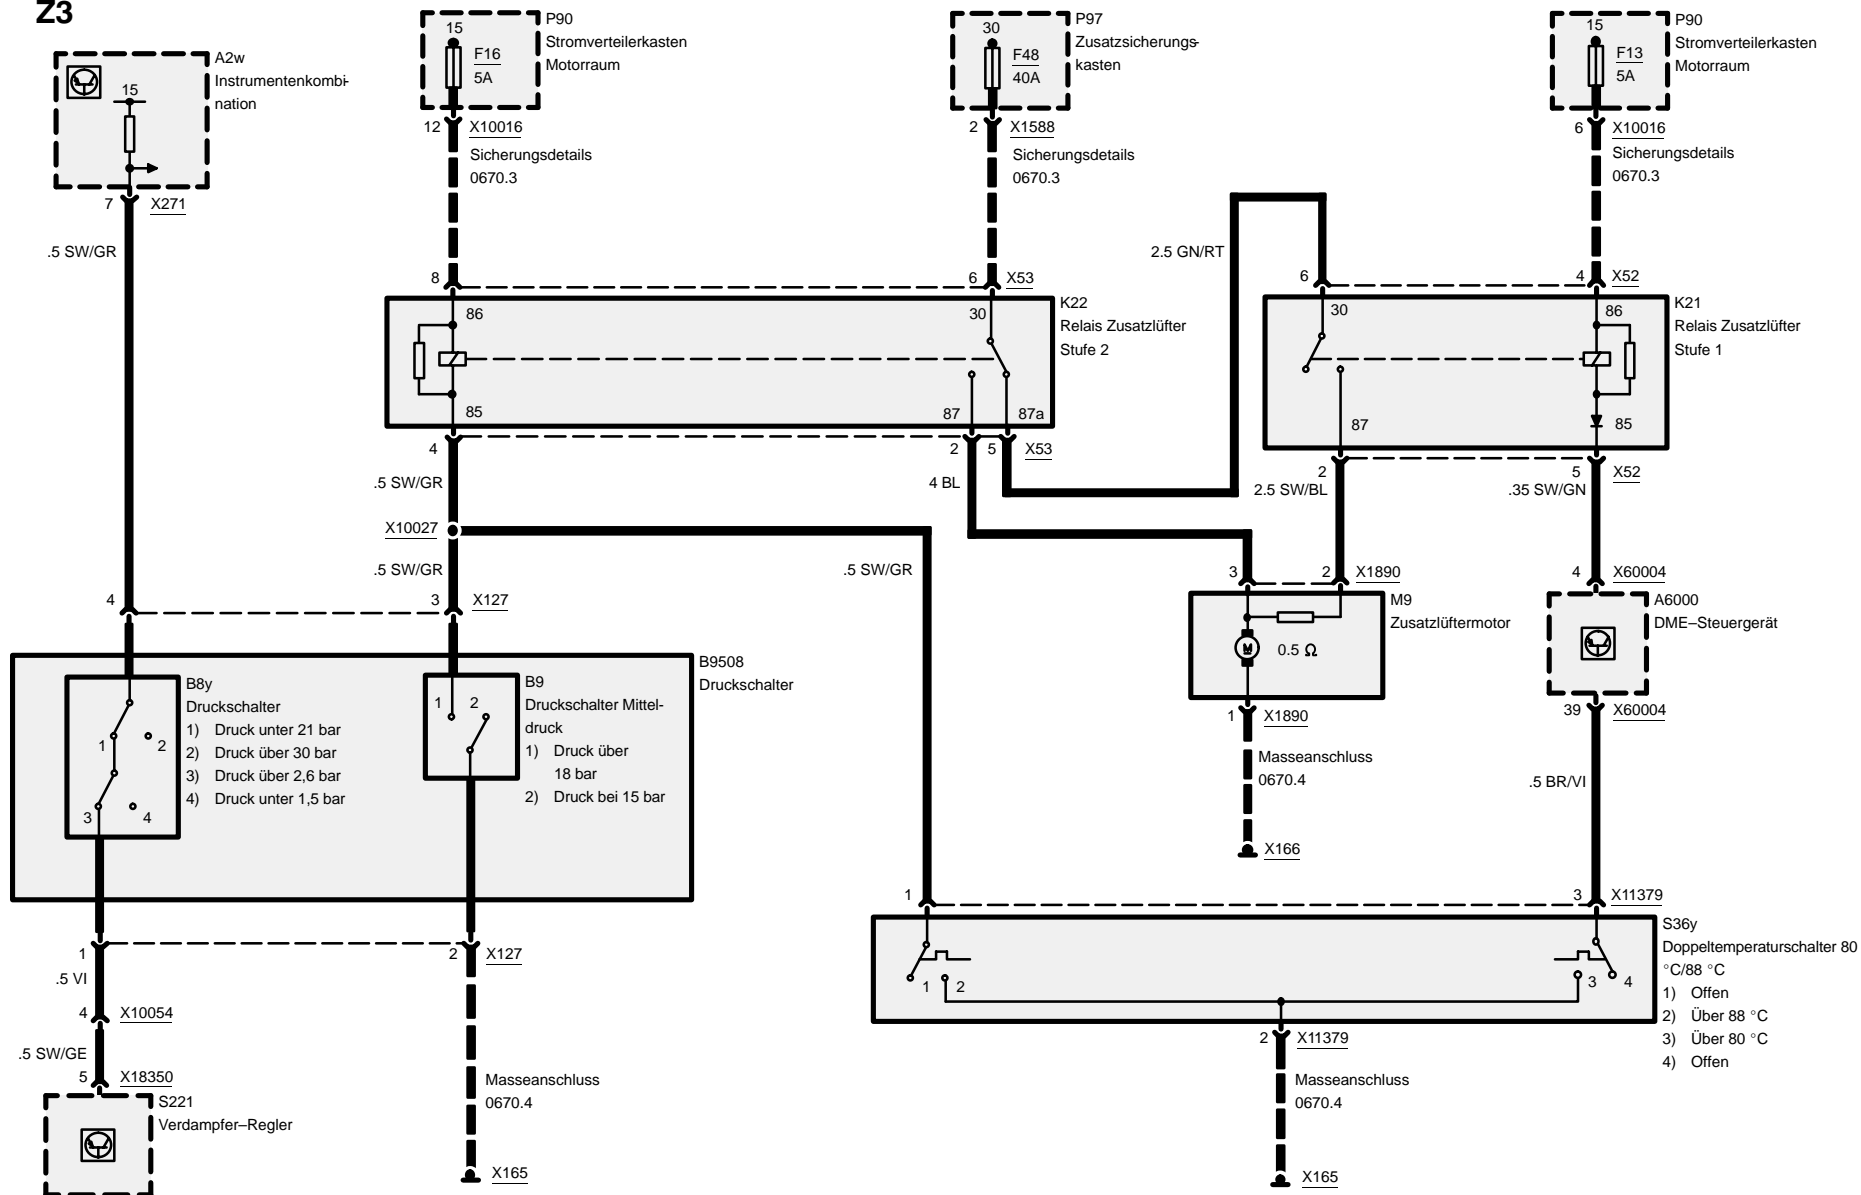 Z3
A2w
Instrumentenkombi-
nation
15
7 X271
.5 SW/GR
P90
Stromverteilerkasten
Motorraum
15
F16
5A
12 X10016
Sicherungsdetails
0670.3
P97
Zusatzsicherungs-
kasten
30
F48
40A
2 X1588
Sicherungsdetails
0670.3
P90
Stromverteilerkasten
Motorraum
15
F13
5A
6 X10016
Sicherungsdetails
0670.3
2.5 GN/RT
8 6 X53
K22
Relais Zusatzlüfter
Stufe 2
86 30
85 87 87a
4 2 5 X53
6 4 X52
K21
Relais Zusatzlüfter
Stufe 1
30 86
87 85
2 5 X52
.5 SW/GR
4 BL
2.5 SW/BL
.35 SW/GN
X10027
.5 SW/GR
.5 SW/GR
4 3 X127
3 2 X1890
M9
Zusatzlüftermotor
M
0.5 Ω
1 X1890
Masseanschluss
0670.4
X166
4 X60004
A6000
DME–Steuergerät
39 X60004
.5 BR/VI
B9508
Druckschalter
B8y
Druckschalter
1) Druck unter 21 bar
2) Druck über 30 bar
3) Druck über 2,6 bar
4) Druck unter 1,5 bar
1 2
3 4
B9
Druckschalter Mittel-
druck
1) Druck über
18 bar
2) Druck bei 15 bar
1 2
1 2 X127
.5 VI
4 X10054
.5 SW/GE
5 X18350
S221
Verdampfer–Regler
Masseanschluss
0670.4
X165
1 3 X11379
S36y
Doppeltemperaturschalter 80
°C/88 °C
1) Offen
2) Über 88 °C
3) Über 80 °C
4) Offen
1 2 3 4
2 X11379
Masseanschluss
0670.4
X165